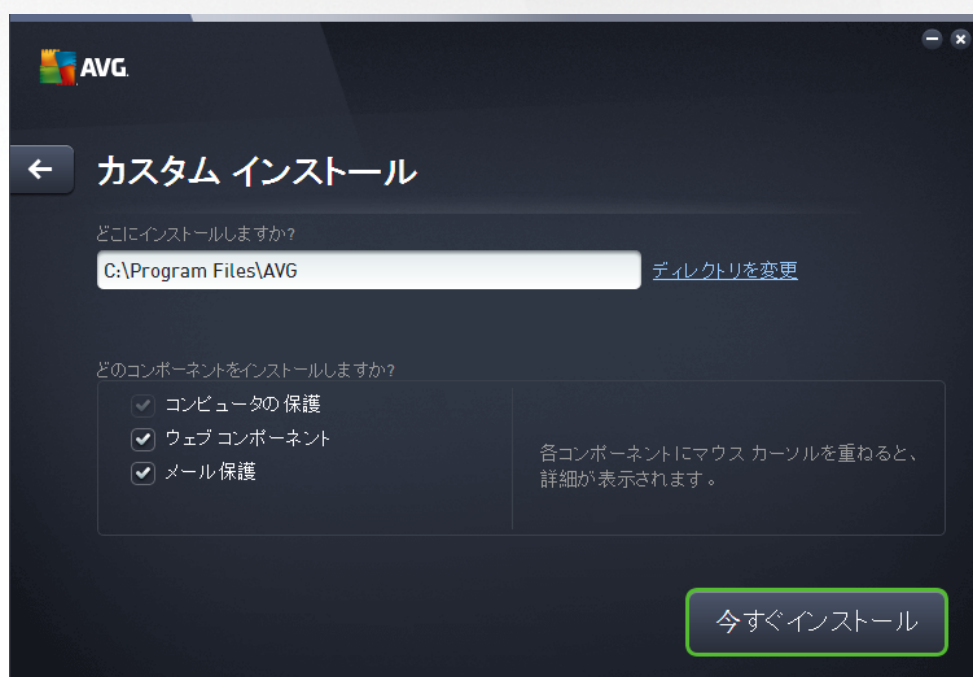 AVG.
カスタム インストール
どこにインストールしますか?
C:\Program Files\AVG
ディレクトリを変更
どのコンポーネントをインストールしますか?
コンピュータの保護
ウェブ コンポーネント
メール保護
各コンポーネントにマウス カーソルを重ねると、
詳細が表示されます。
今すぐインストール